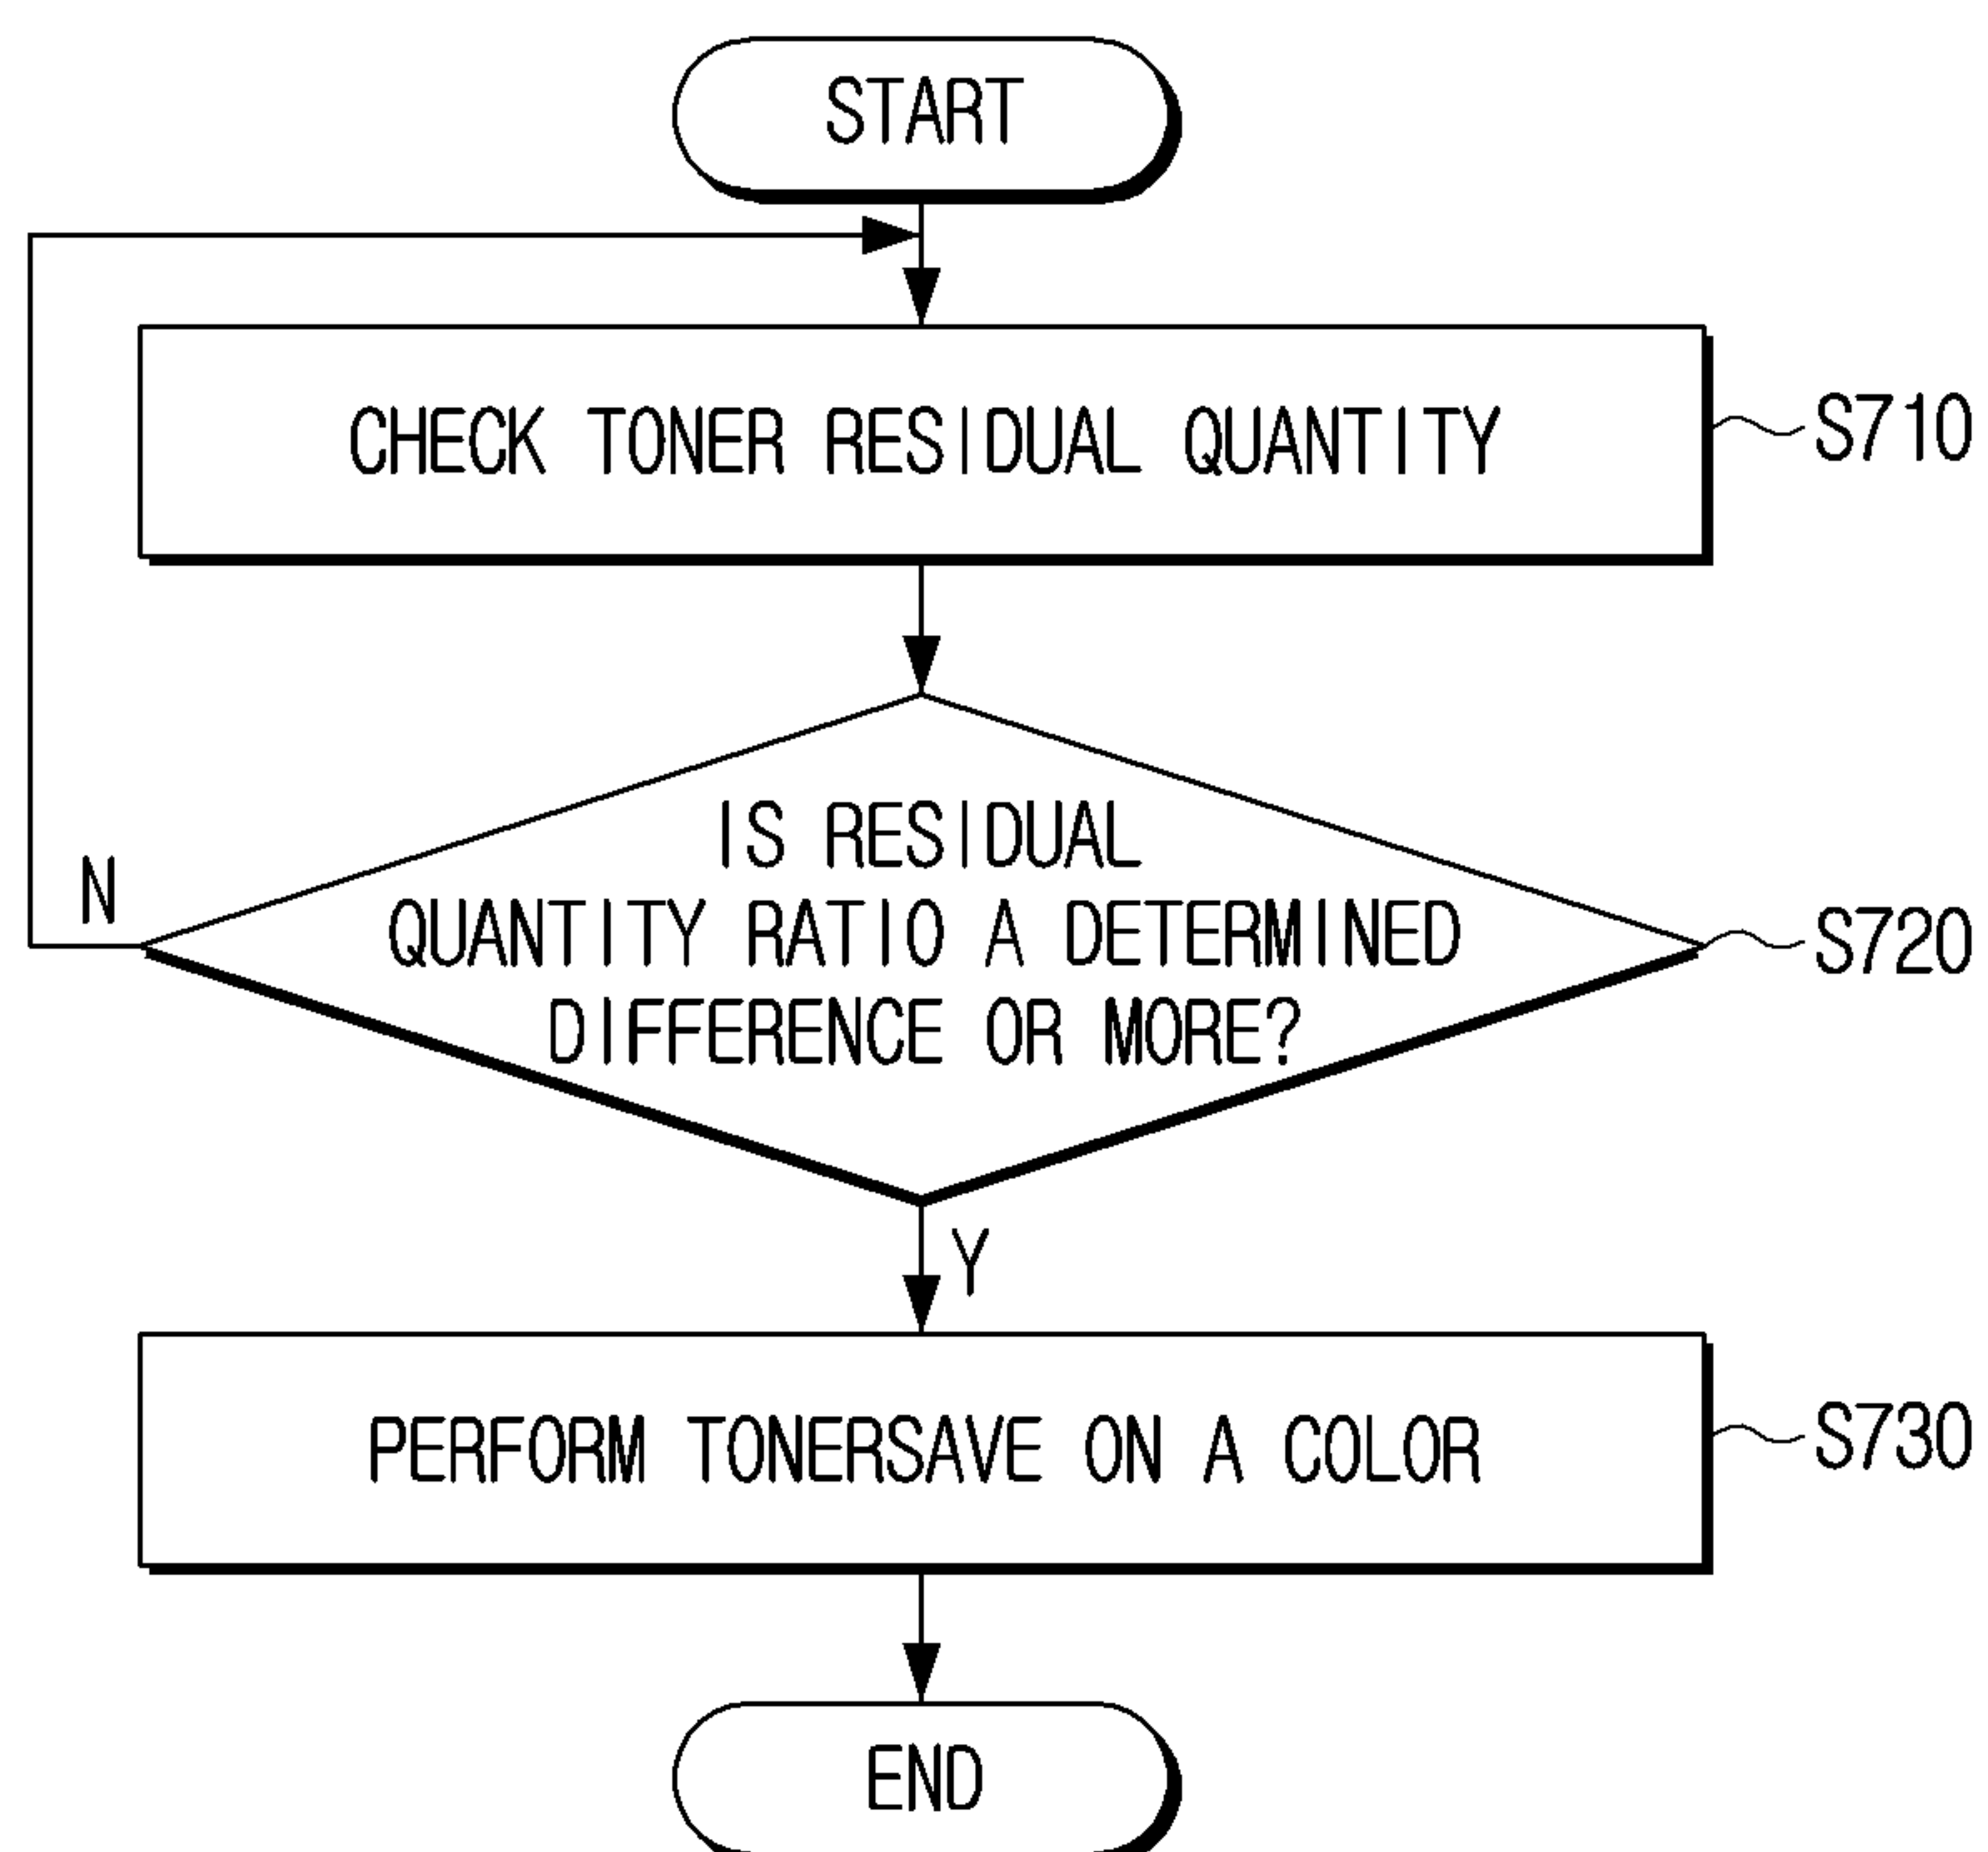 START
CHECK TONER RESIDUAL QUANTITY
S710
IS RESIDUAL
QUANTITY RATIO A DETERMINED
DIFFERENCE OR MORE?
S720
N
Y
PERFORM TONERSAVE ON A COLOR
S730
END